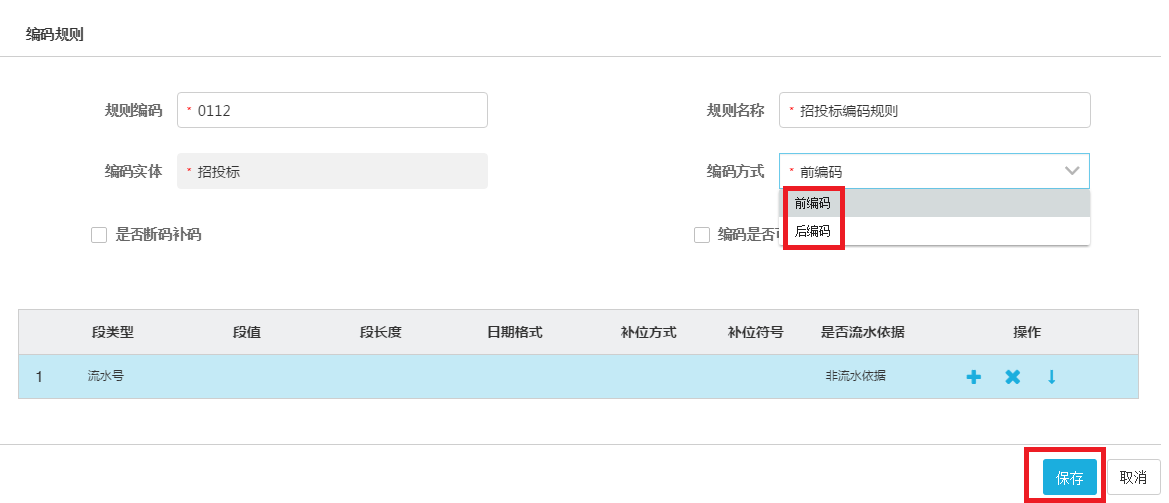 编码规则
规则编码 * 0112
规则名称 * 招投标编码规则
编码实体 * 招投标
编码方式 * 前编码
前编码
后编码
是否断码补码
编码是否
段类型 段值 段长度 日期格式 补位方式 补位符号 是否流水依据 操作
1 流水号 非流水依据
保存 取消